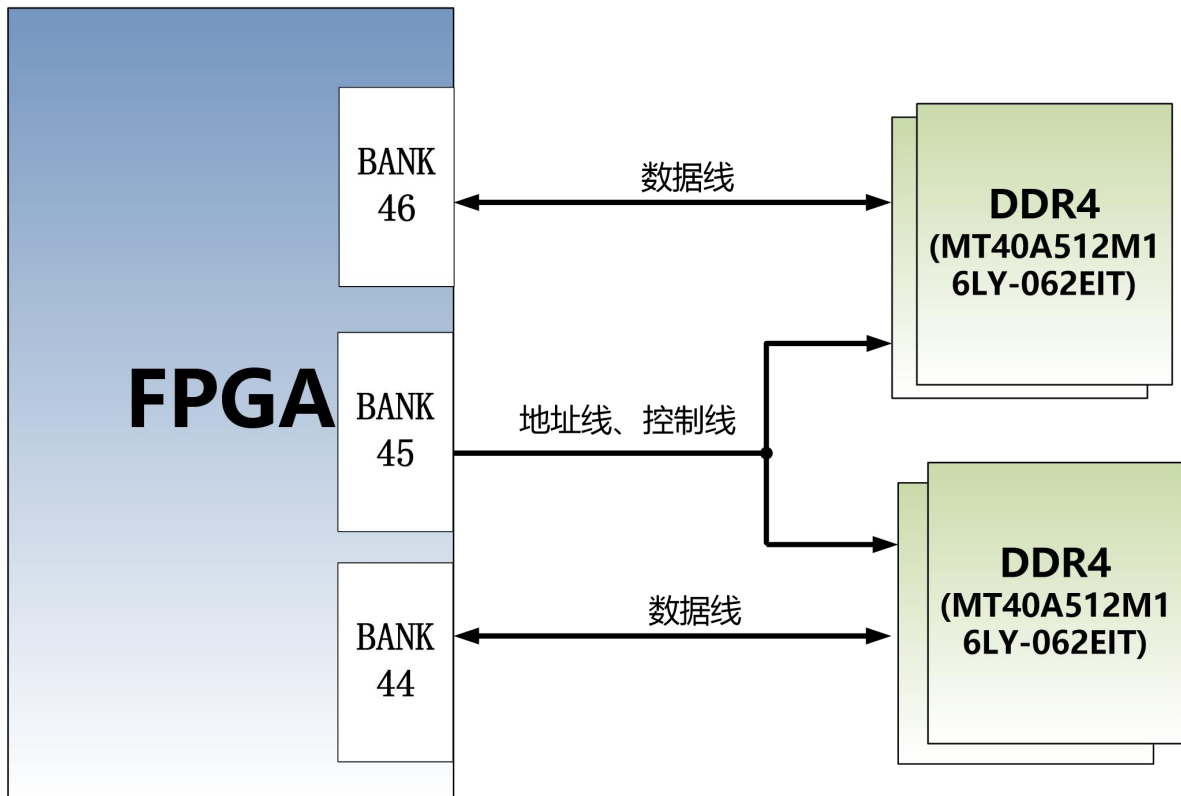 FPGA
BANK
46
数据线
DDR4
(MT40A512M1
6LY-062EIT)
BANK
45
地址线、控制线
BANK
44
数据线
DDR4
(MT40A512M1
6LY-062EIT)